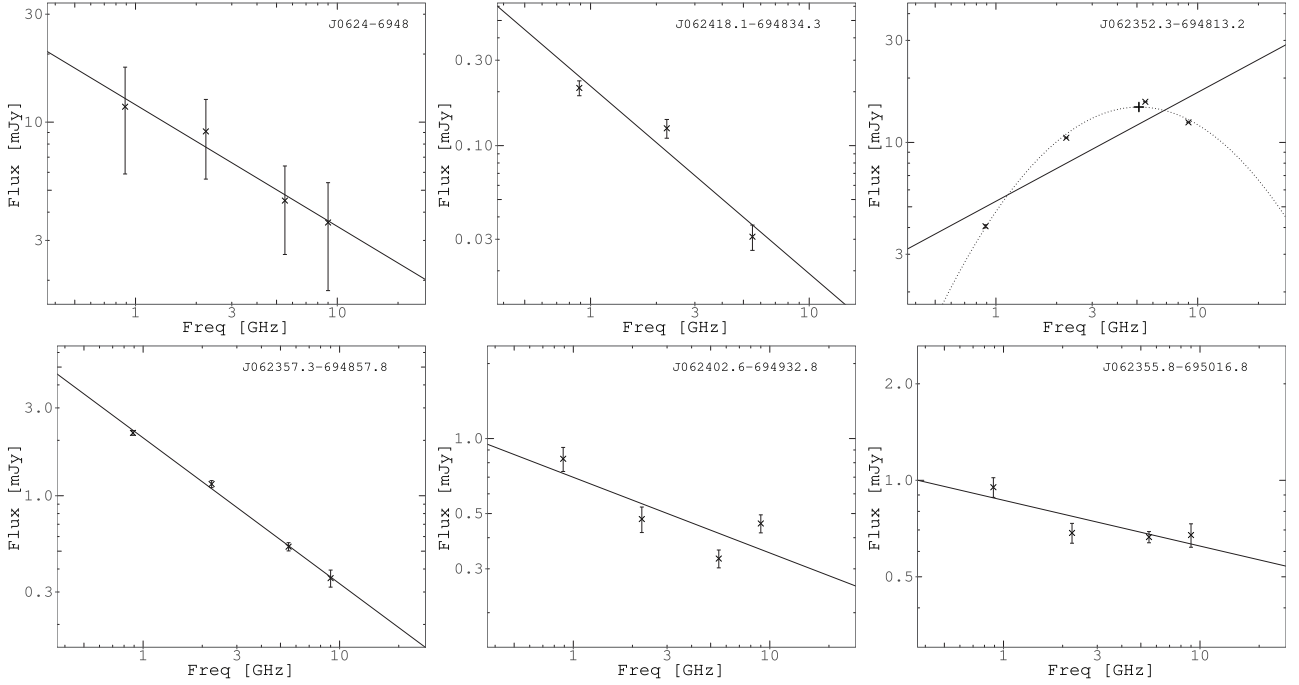 J0624-6948
30
10
3
Flux [mJy]
1
3
10
Freq [GHz]
J062418.1-694834.3
0.30
0.10
0.03
Flux [mJy]
1
3
10
Freq [GHz]
J062352.3-694813.2
30
10
3
Flux [mJy]
1
3
10
Freq [GHz]
J062357.3-694857.8
3.0
1.0
0.3
Flux [mJy]
1
3
10
Freq [GHz]
J062402.6-694932.8
1.0
0.5
0.3
Flux [mJy]
1
3
10
Freq [GHz]
J062355.8-695016.8
2.0
1.0
0.5
Flux [mJy]
1
3
10
Freq [GHz]